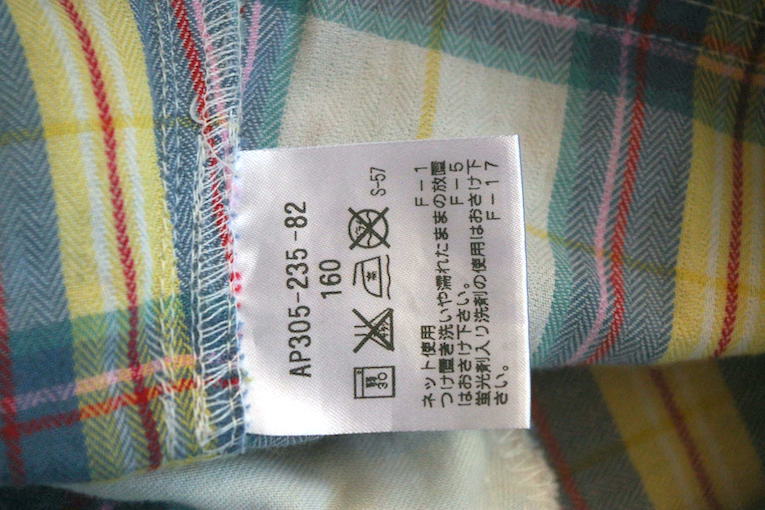 AP305-235-82
160
S-57
弱
30
ネット使用 F-1
つけ置き洗いや濡れたままの放置
はおさけ下さい。 F-5
蛍光剤入り洗剤の使用はおさけ下
さい。 F-17